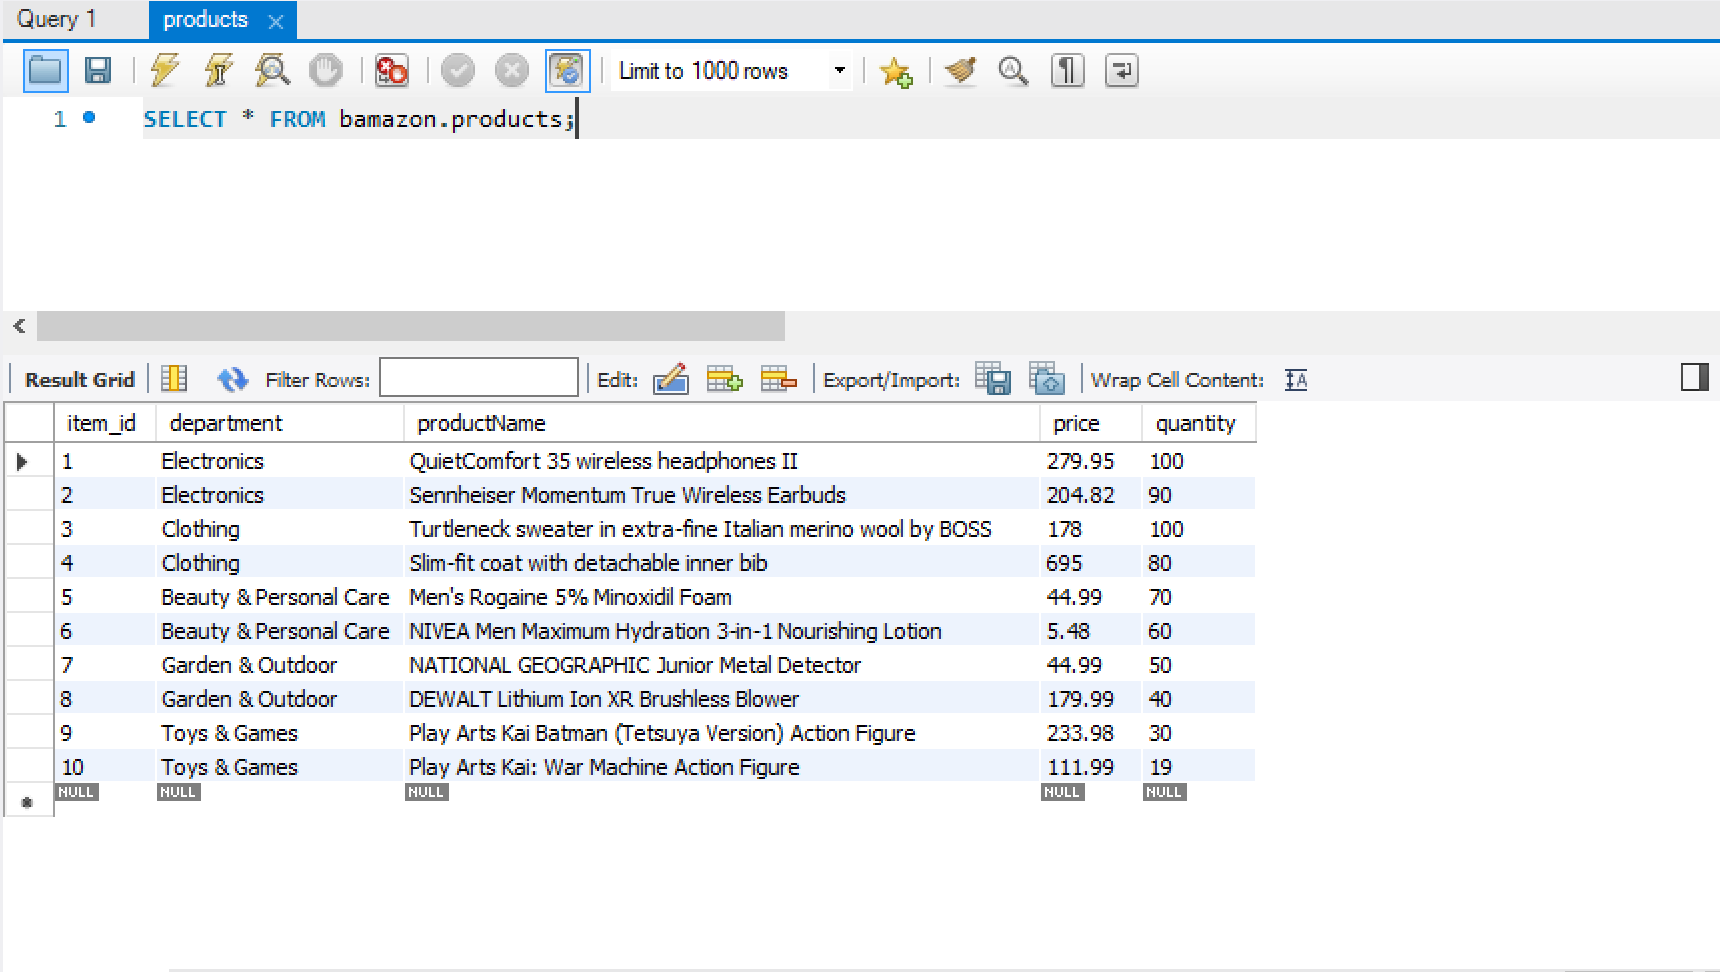 Query 1 products
Limit to 1000 rows
1 SELECT * FROM bamazon.products;
Result Grid Filter Rows: Edit: Export/Import: Wrap Cell Content: IA
item_id department productName price quantity
1 Electronics QuietComfort 35 wireless headphones II 279.95 100
2 Electronics Sennheiser Momentum True Wireless Earbuds 204.82 90
3 Clothing Turtleneck sweater in extra-fine Italian merino wool by BOSS 178 100
4 Clothing Slim-fit coat with detachable inner bib 695 80
5 Beauty & Personal Care Men's Rogaine 5% Minoxidil Foam 44.99 70
6 Beauty & Personal Care NIVEA Men Maximum Hydration 3-in-1 Nourishing Lotion 5.48 60
7 Garden & Outdoor NATIONAL GEOGRAPHIC Junior Metal Detector 44.99 50
8 Garden & Outdoor DEWALT Lithium Ion XR Brushless Blower 179.99 40
9 Toys & Games Play Arts Kai Batman (Tetsuya Version) Action Figure 233.98 30
10 Toys & Games Play Arts Kai: War Machine Action Figure 111.99 19
NULL NULL NULL NULL NULL